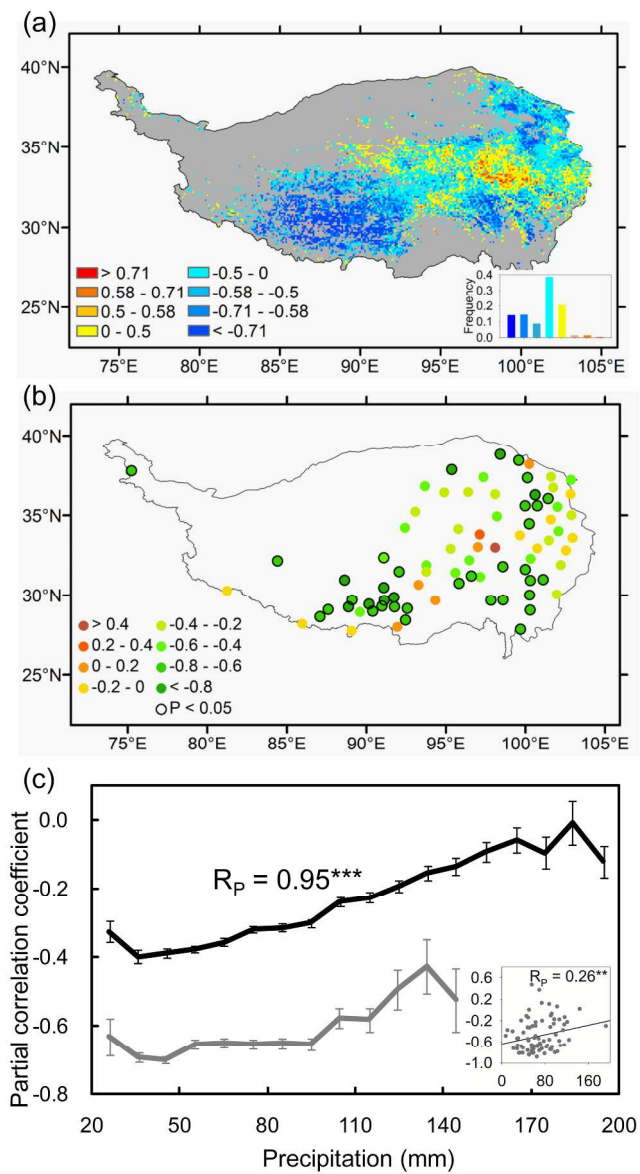 (a)
40°N
35°N
30°N
25°N
> 0.71
0.58 - 0.71
0.5 - 0.58
0 - 0.5
-0.5 - 0
-0.58 - -0.5
-0.71 - -0.58
< -0.71
Frequency
0.4
0.3
0.2
0.1
0.0
75°E
80°E
85°E
90°E
95°E
100°E
105°E
(b)
40°N
35°N
30°N
25°N
> 0.4
0.2 - 0.4
0 - 0.2
-0.2 - 0
-0.4 - -0.2
-0.6 - -0.4
-0.8 - -0.6
< -0.8
P < 0.05
75°E
80°E
85°E
90°E
95°E
100°E
105°E
(c)
Partial correlation coefficient
0.0
-0.2
-0.4
-0.6
-0.8
RP = 0.95***
RP = 0.26**
0.6
0.2
-0.2
-0.6
-1.0
0
80
160
20
50
80
110
140
170
200
Precipitation (mm)